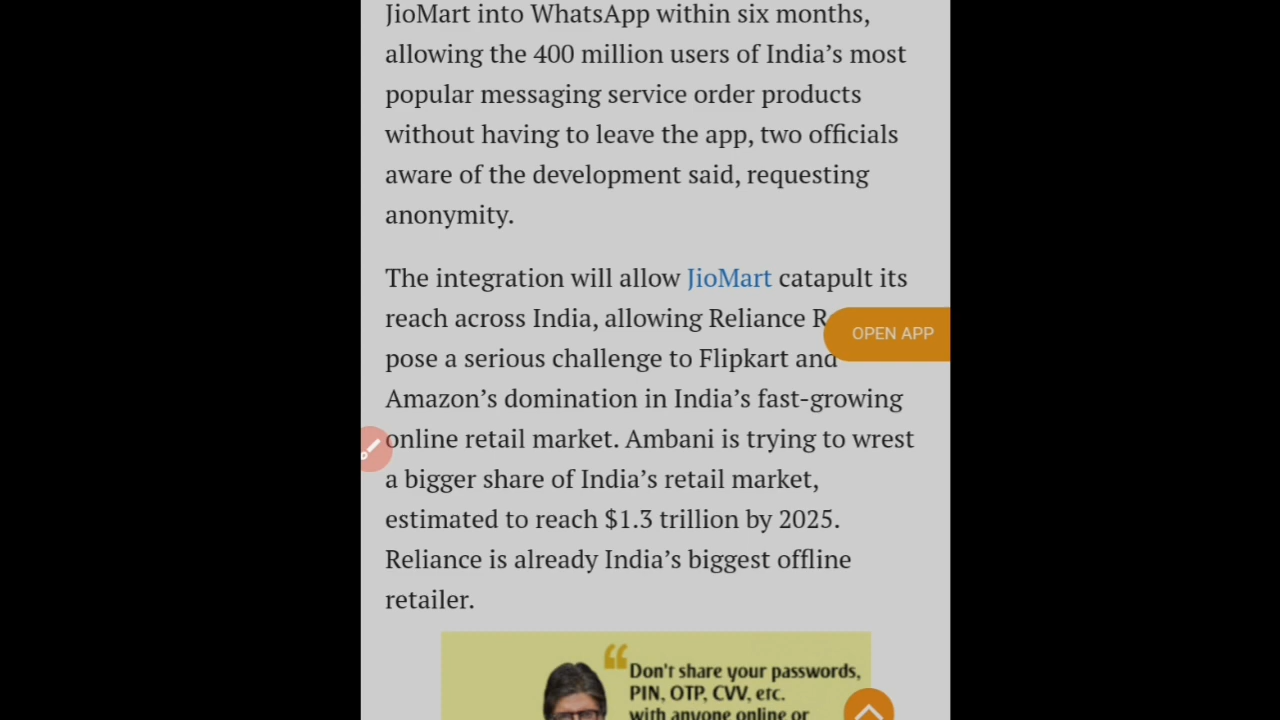 JioMart into WhatsApp within six months,
allowing the 400 million users of India’s most
popular messaging service order products
without having to leave the app, two officials
aware of the development said, requesting
anonymity.
The integration will allow JioMart catapult its
reach across India, allowing Reliance
OPEN APP
pose a serious challenge to Flipkart and
Amazon’s domination in India’s fast-growing
online retail market. Ambani is trying to wrest
a bigger share of India’s retail market,
estimated to reach $1.3 trillion by 2025.
Reliance is already India’s biggest offline
retailer.
Don't share your passwords,
PIN, OTP, CVV, etc.
with anyone online or